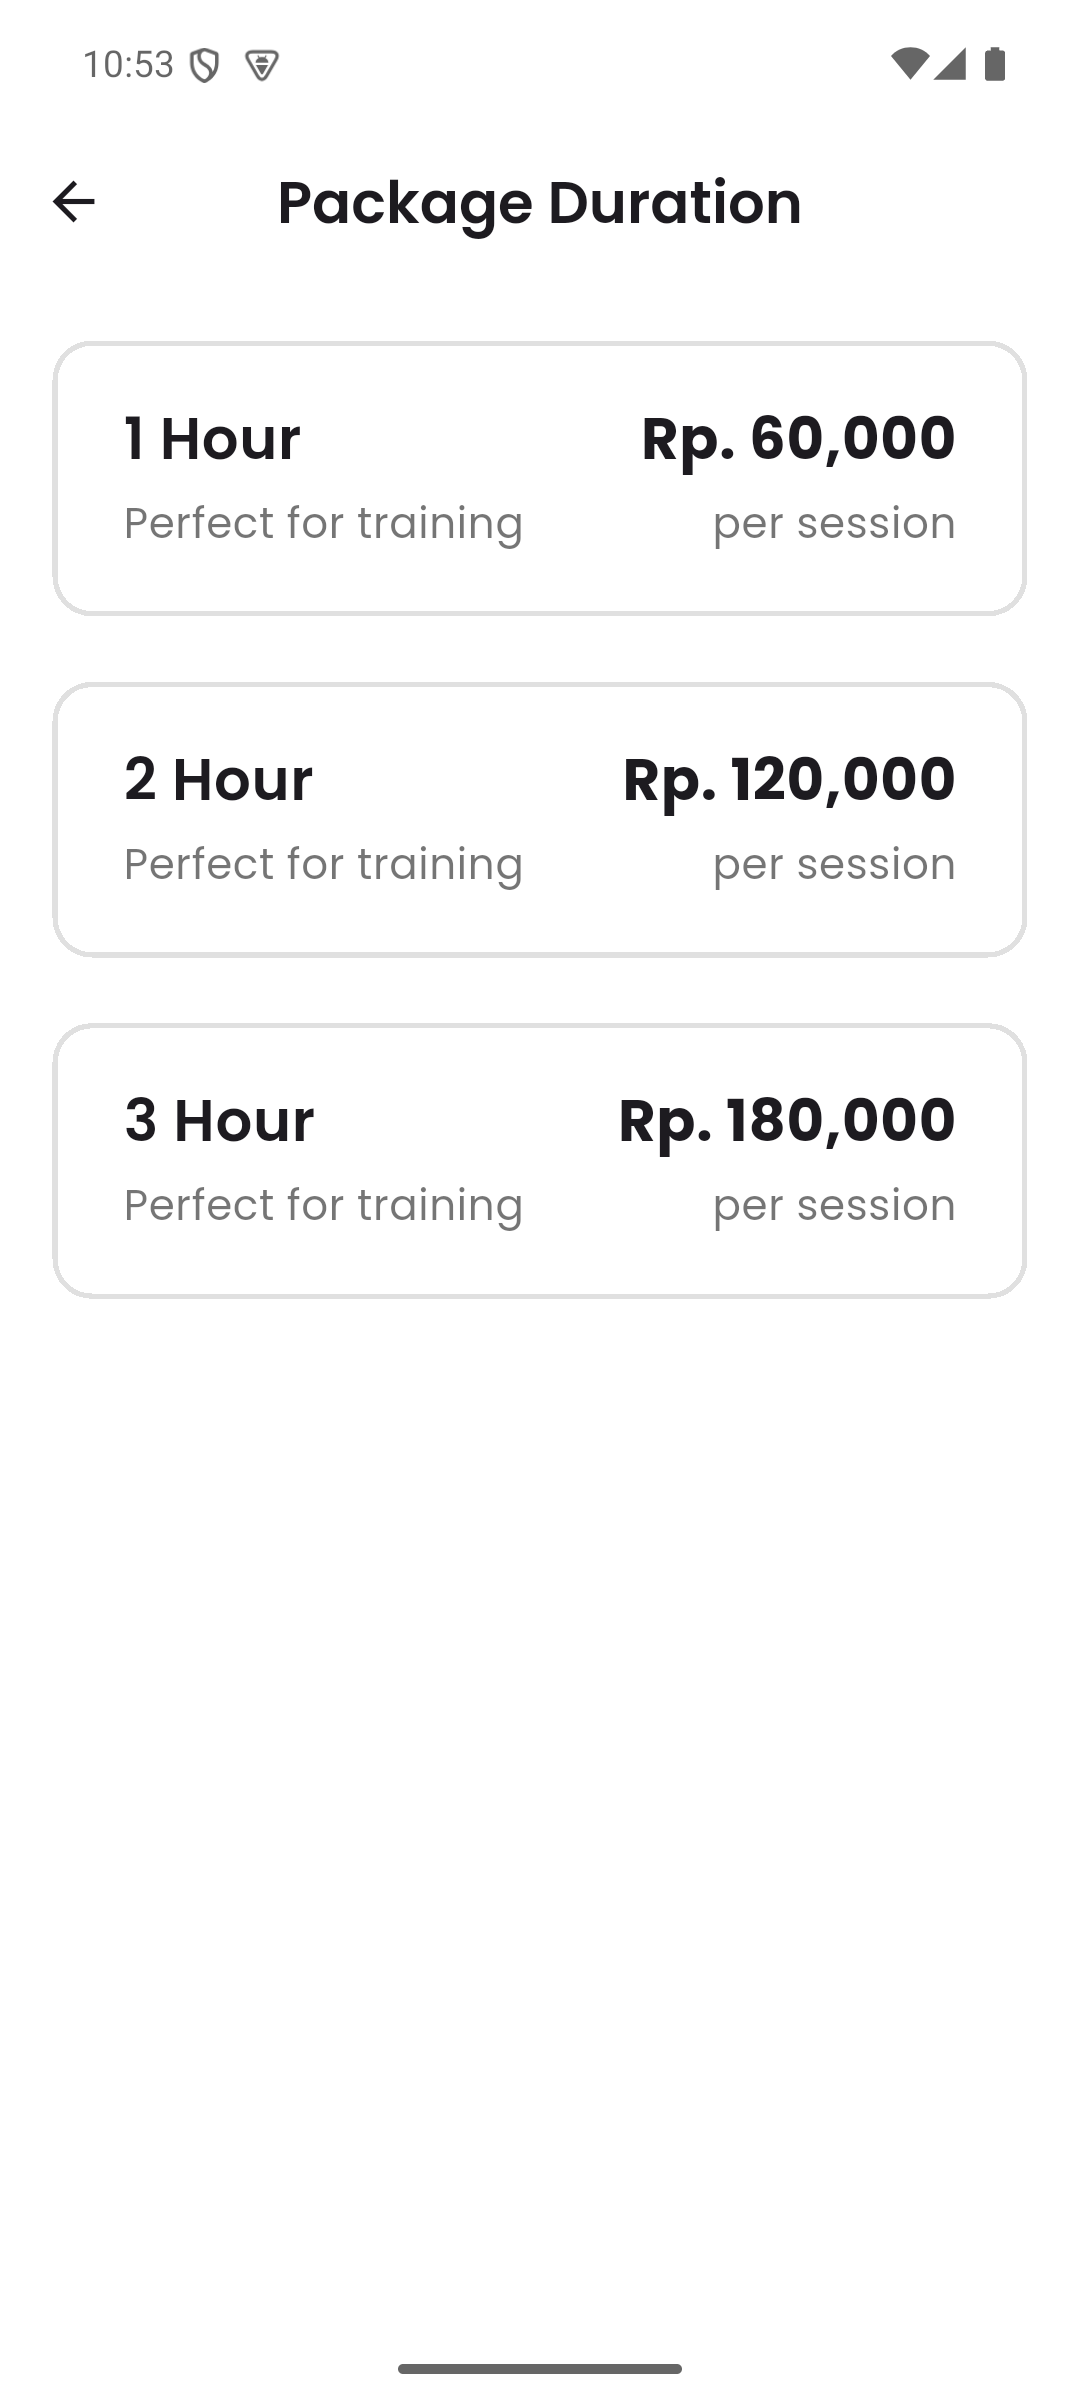 10:53
Package Duration
1 Hour
Rp. 60,000
Perfect for training
per session
2 Hour
Rp. 120,000
Perfect for training
per session
3 Hour
Rp. 180,000
Perfect for training
per session